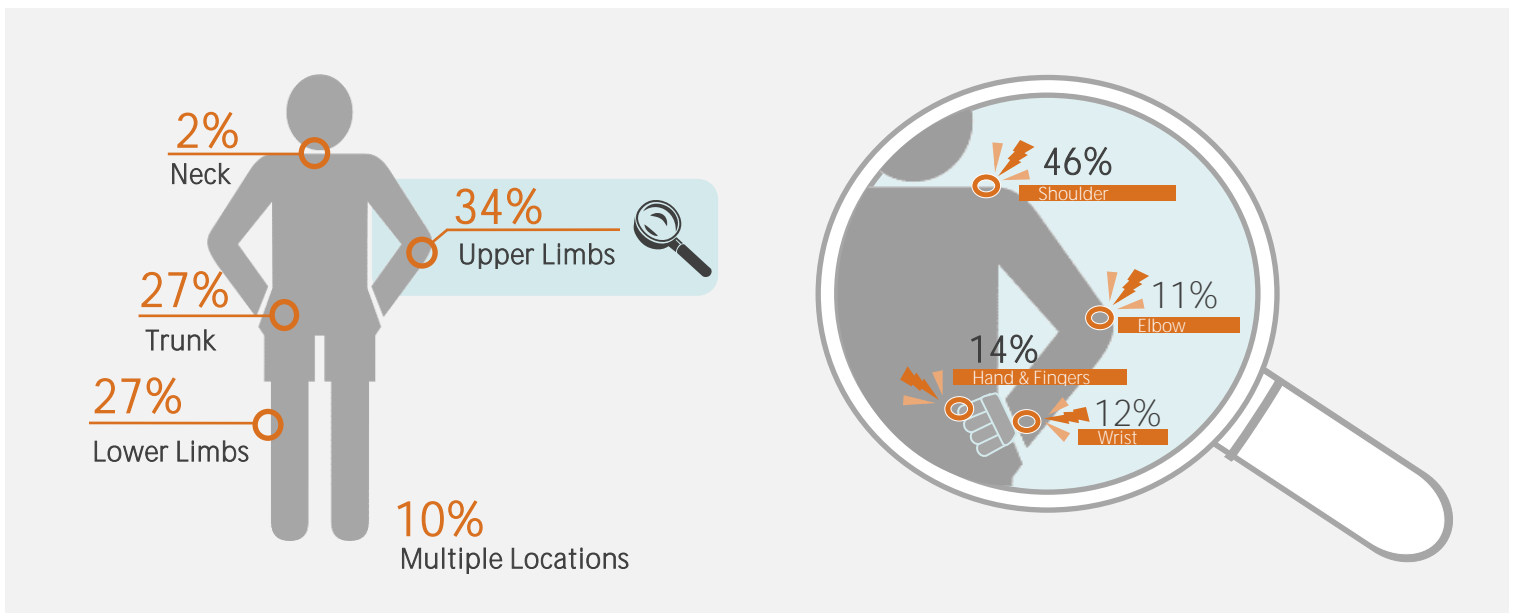 2%
Neck
34%
Upper Limbs
27%
Trunk
27%
Lower Limbs
10%
Multiple Locations
46%
Shoulder
11%
Elbow
14%
Hand & Fingers
12%
Wrist